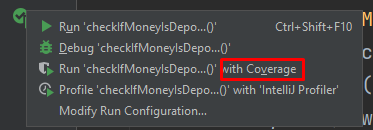 Run 'checkIfMoneyIsDepo...()' Ctrl+Shift+F10
Debug 'checkIfMoneyIsDepo...()'
Run 'checkIfMoneyIsDepo...()' with Coverage
Profile 'checkIfMoneyIsDepo...()' with 'IntelliJ Profiler'
Modify Run Configuration...